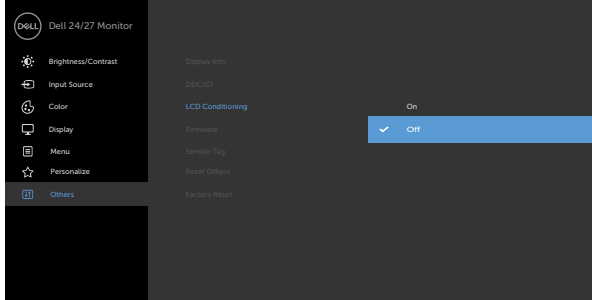 DELL Dell 24/27 Monitor
Brightness/Contrast
Display Info
Input Source
DDC/CI
Color
LCD Conditioning
On
Display
Firmware
Off
Menu
Service Tag
Personalize
Reset Others
Others
Factory Reset